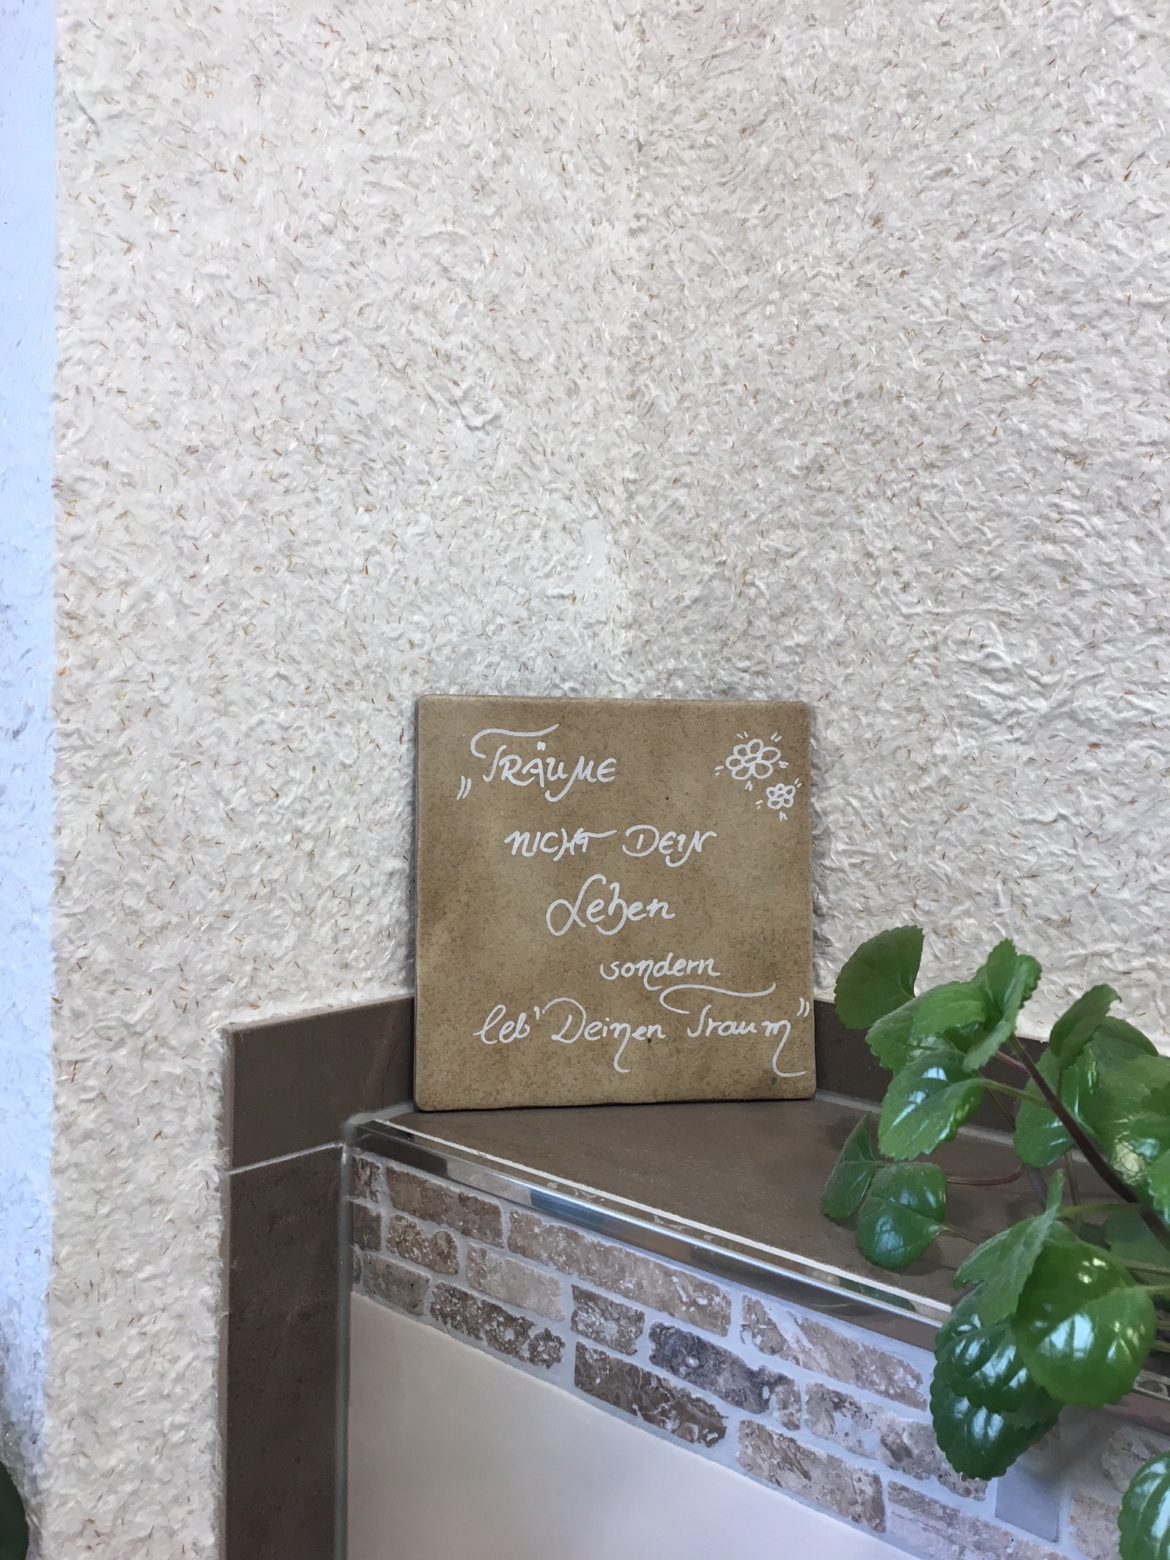 „TRÄUME
NICHT DEIN
Leben
sondern
leb' Deinen Traum"